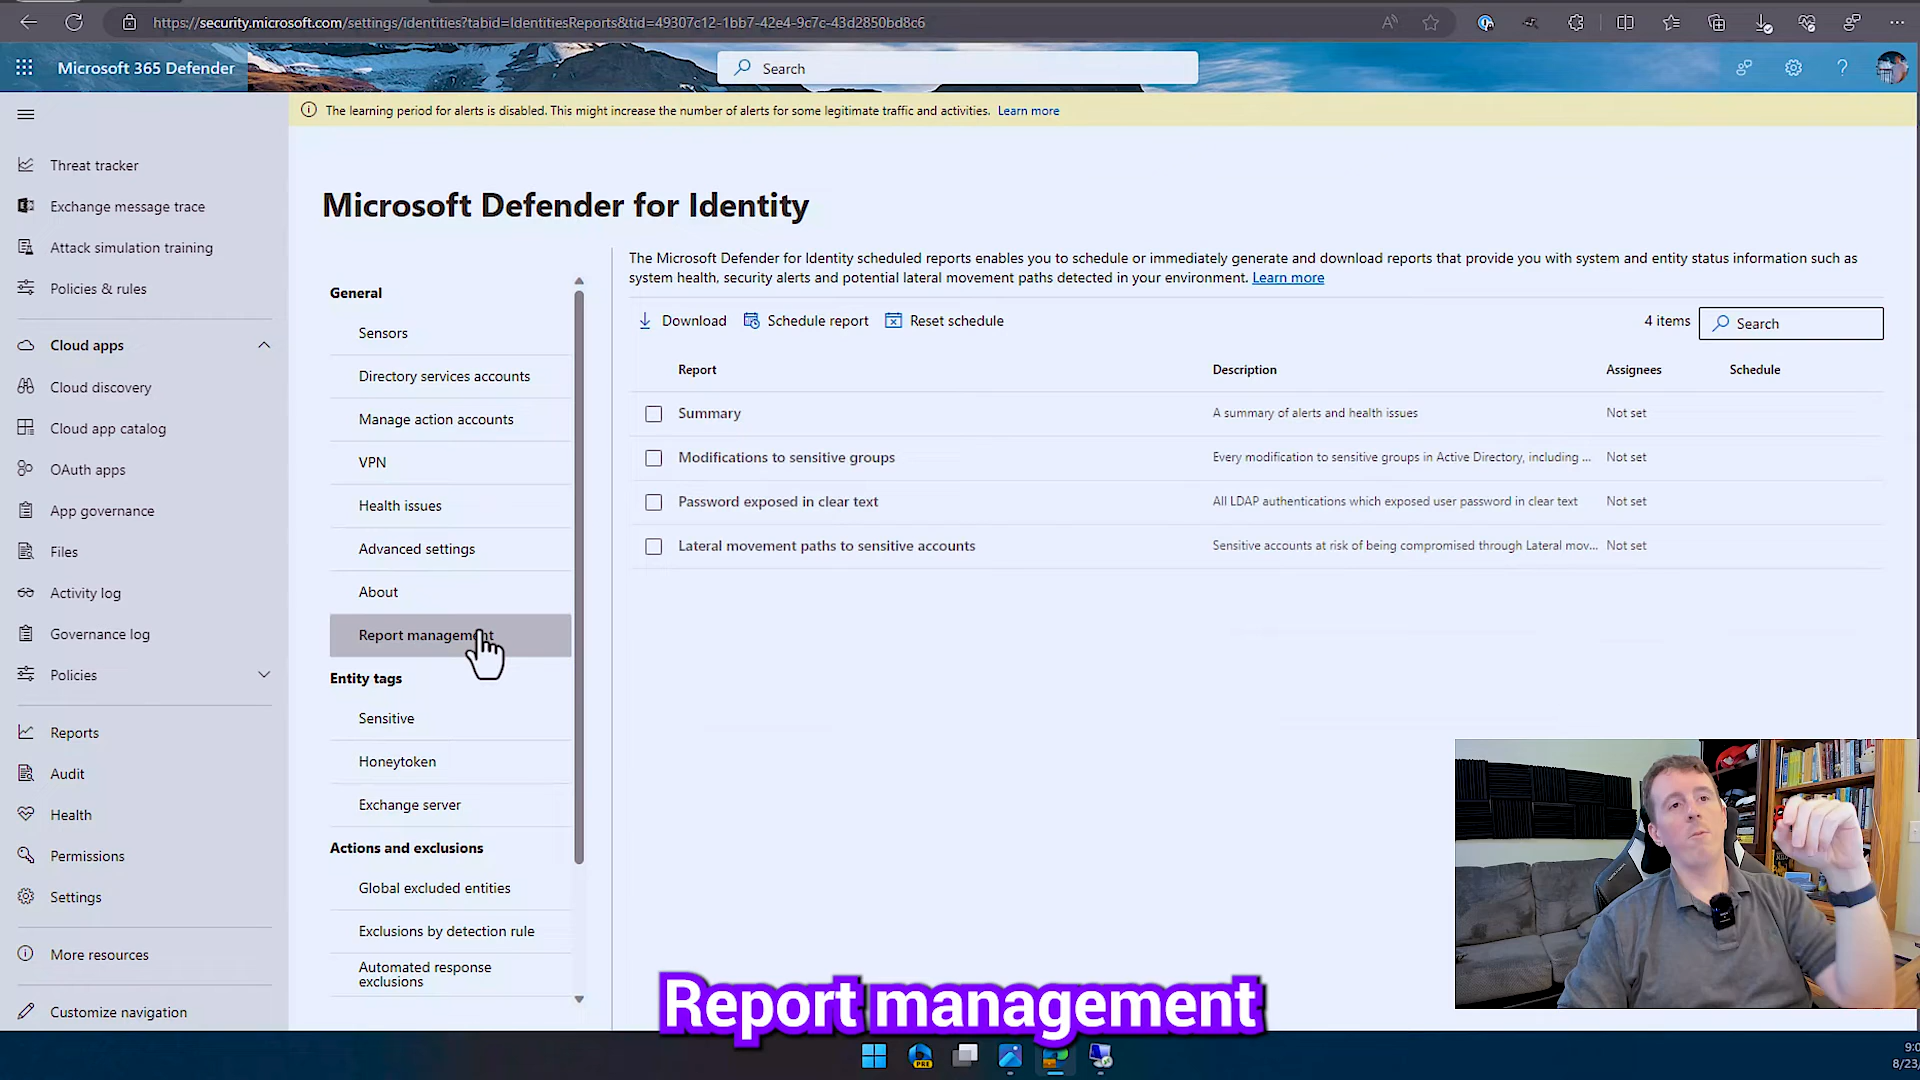 https://security.microsoft.com/settings/identities?tabid=IdentitiesReports&tid=49307c12-1bb7-42e4-9c7c-43d2850bd8c6
Microsoft 365 Defender
Search
The learning period for alerts is disabled. This might increase the number of alerts for some legitimate traffic and activities. Learn more
Threat tracker
Exchange message trace
Attack simulation training
Policies & rules
Cloud apps
Cloud discovery
Cloud app catalog
OAuth apps
App governance
Files
Activity log
Governance log
Policies
Reports
Audit
Health
Permissions
Settings
More resources
Customize navigation
Microsoft Defender for Identity
General
Sensors
Directory services accounts
Manage action accounts
VPN
Health issues
Advanced settings
About
Report management
Entity tags
Sensitive
Honeytoken
Exchange server
Actions and exclusions
Global excluded entities
Exclusions by detection rule
Automated response
exclusions
The Microsoft Defender for Identity scheduled reports enables you to schedule or immediately generate and download reports that provide you with system and entity status information such as
system health, security alerts and potential lateral movement paths detected in your environment. Learn more
Download Schedule report Reset schedule 4 items Search
Report Description Assignees Schedule
Summary A summary of alerts and health issues Not set
Modifications to sensitive groups Every modification to sensitive groups in Active Directory, including ... Not set
Password exposed in clear text All LDAP authentications which exposed user password in clear text Not set
Lateral movement paths to sensitive accounts Sensitive accounts at risk of being compromised through Lateral mov... Not set
Report management
PRE
9:0
8/23